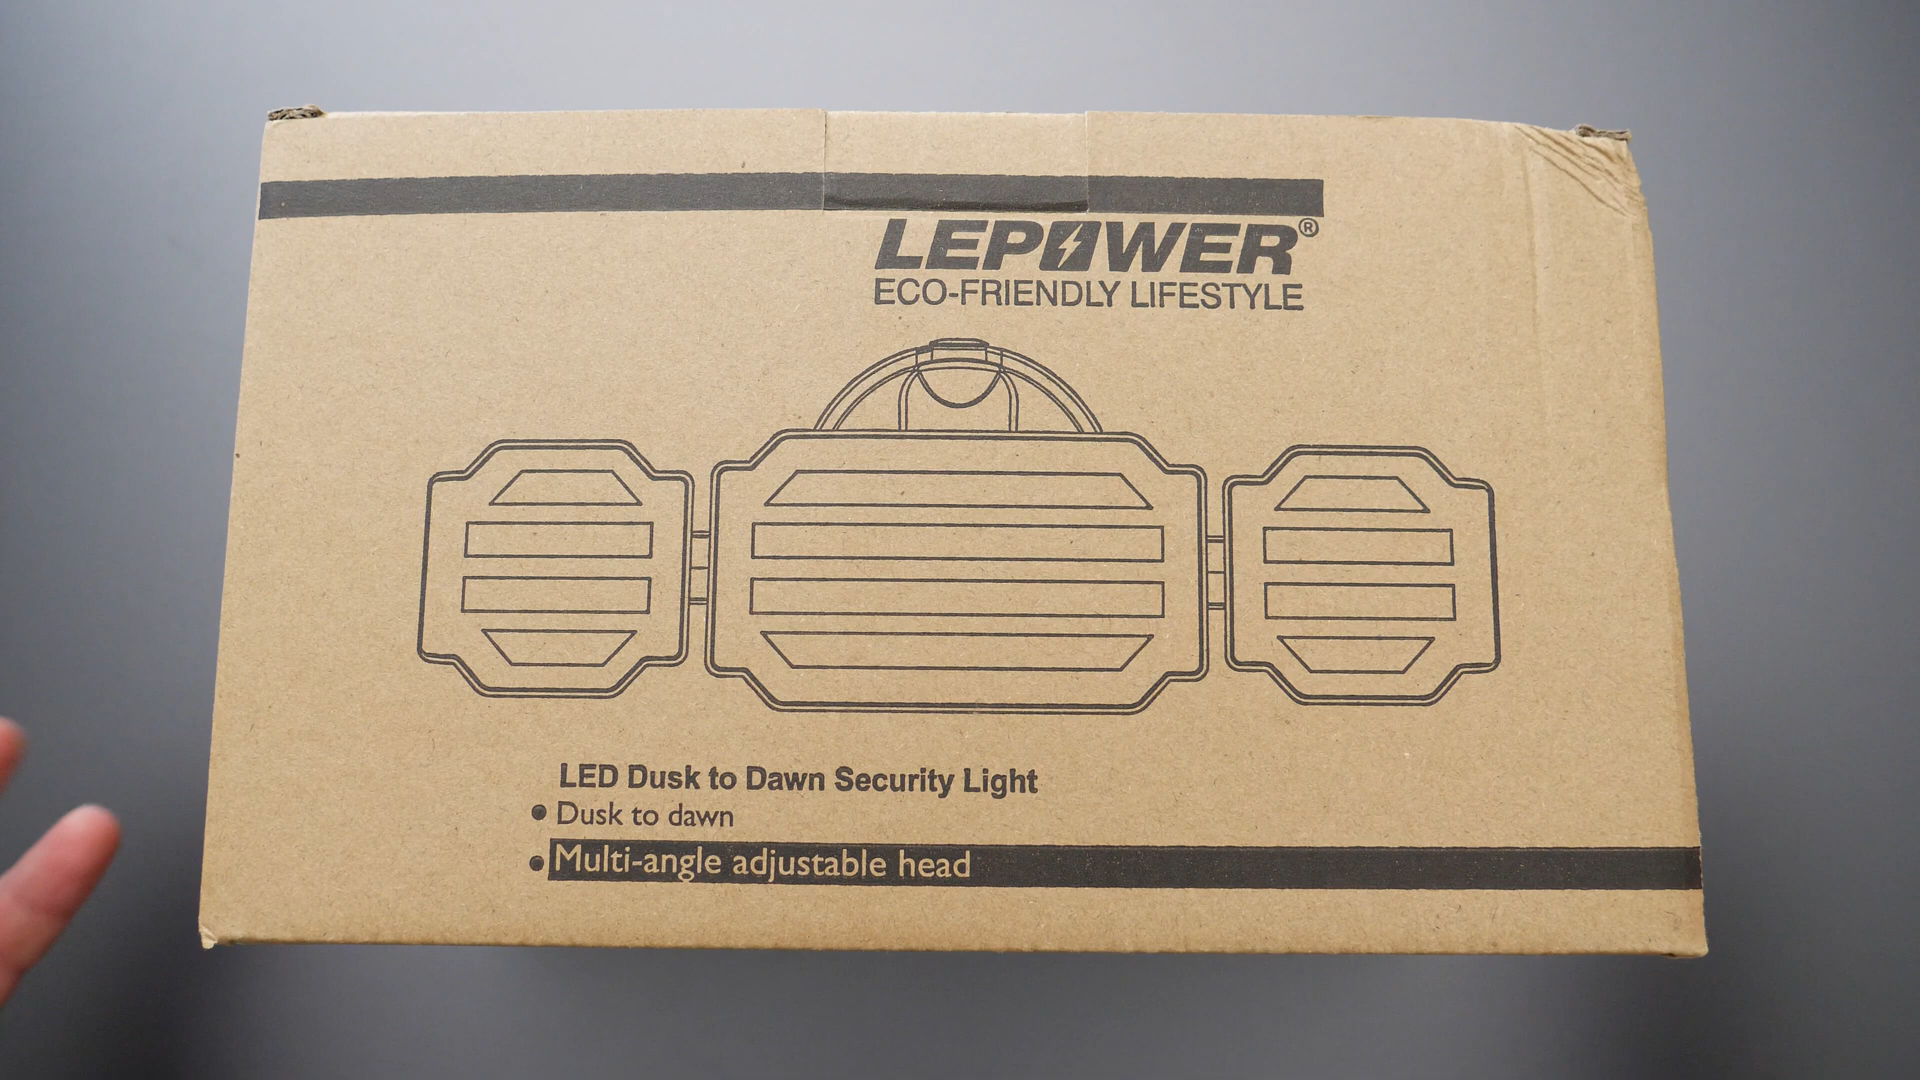 LEPOWER®
ECO-FRIENDLY LIFESTYLE
LED Dusk to Dawn Security Light
• Dusk to dawn
• Multi-angle adjustable head